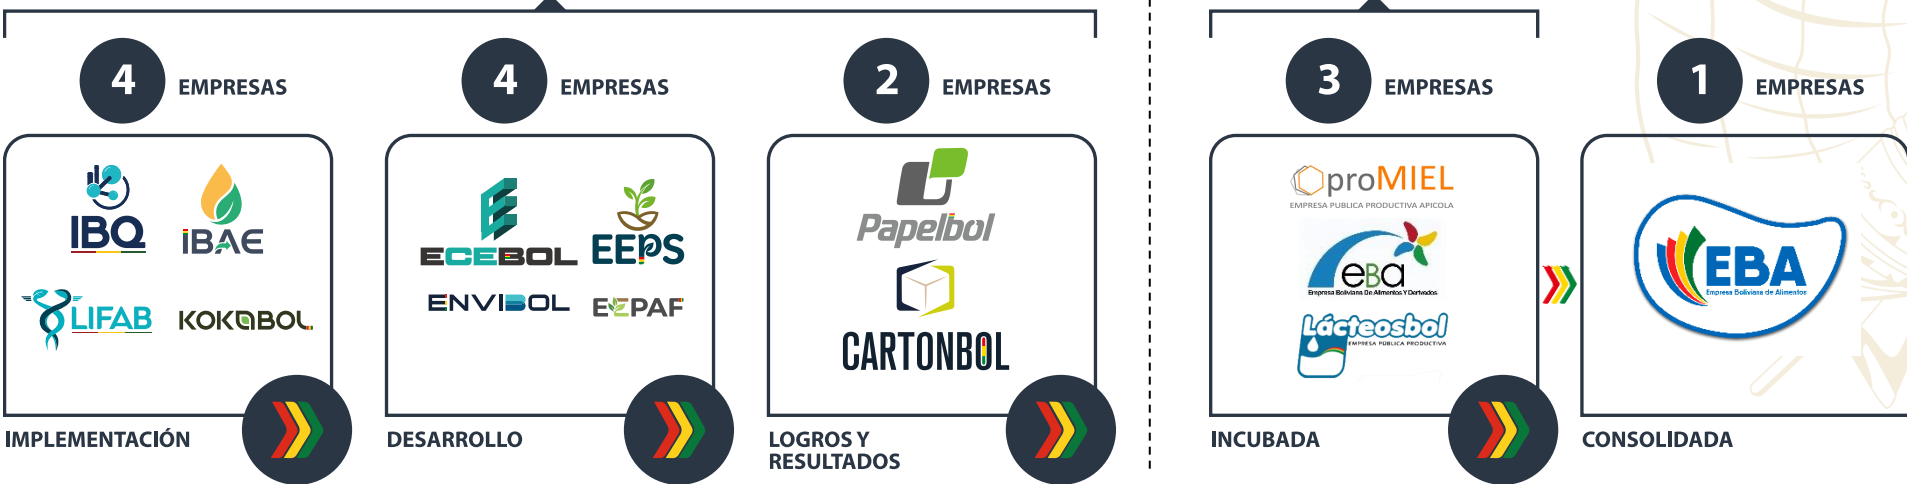 4 EMPRESAS
IBQ
iBAE
LIFAB
KOKABOL
IMPLEMENTACIÓN
4 EMPRESAS
ECEBOL
EEPS
ENVIBOL
EEPAF
DESARROLLO
2 EMPRESAS
Papelbol
CARTONBOL
LOGROS Y
RESULTADOS
3 EMPRESAS
proMIEL
EMPRESA PUBLICA PRODUCTIVA APICOLA
eBa
Empresa Boliviana De Alimentos Y Derivados
Lácteosbol
EMPRESA PÚBLICA PRODUCTIVA
INCUBADA
1 EMPRESAS
EBA
Empresa Boliviana de Alimentos
CONSOLIDADA